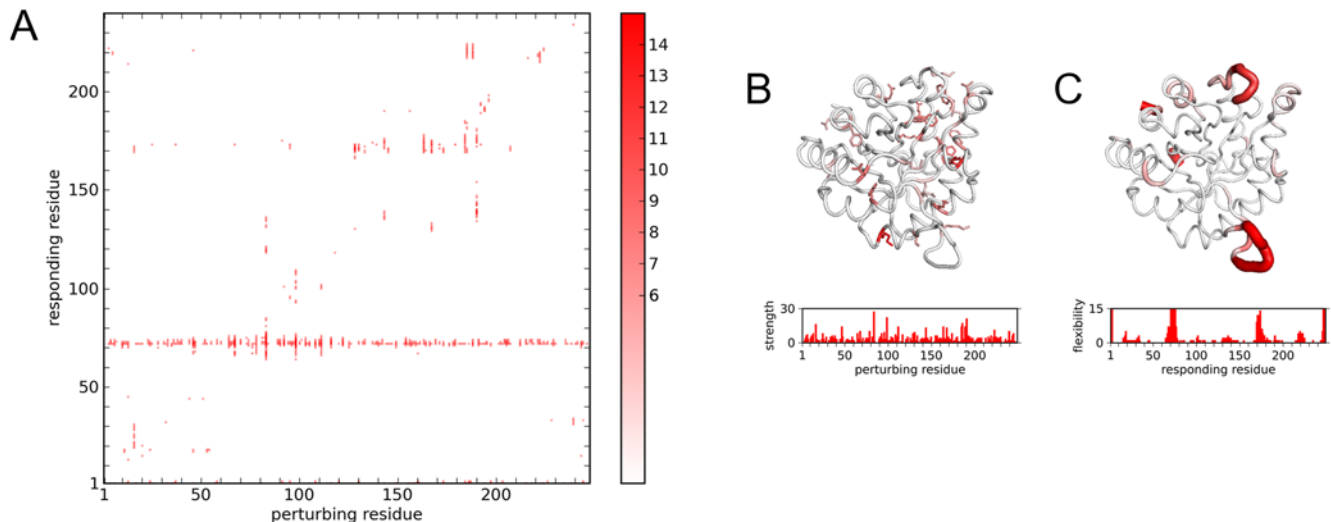 A
B
C
200
150
100
50
1
responding residue
1 50 100 150 200
perturbing residue
14
13
12
11
10
9
8
7
6
30
0
strength
1 50 100 150 200
perturbing residue
15
0
flexibility
1 50 100 150 200
responding residue